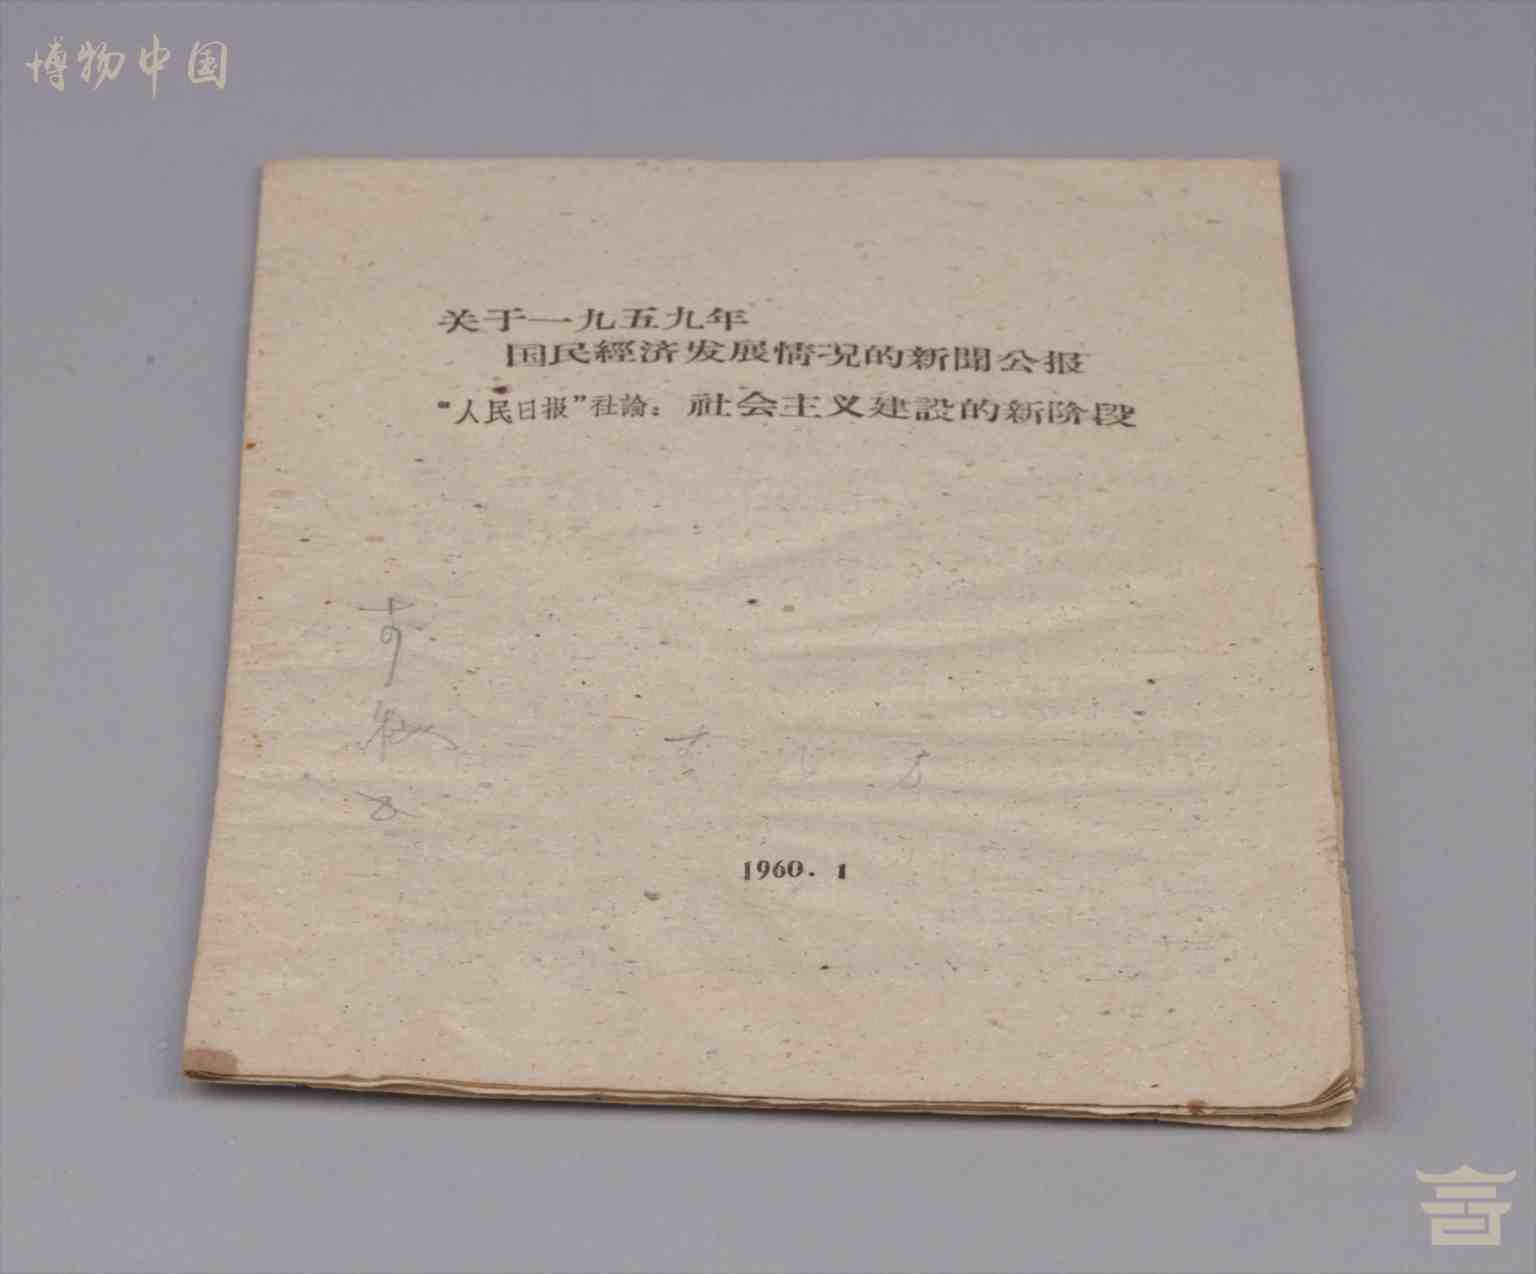 博物中国
关于一九五九年
国民經济发展情况的新聞公报
“人民日报”社論：社会主义建設的新阶段
1960.1